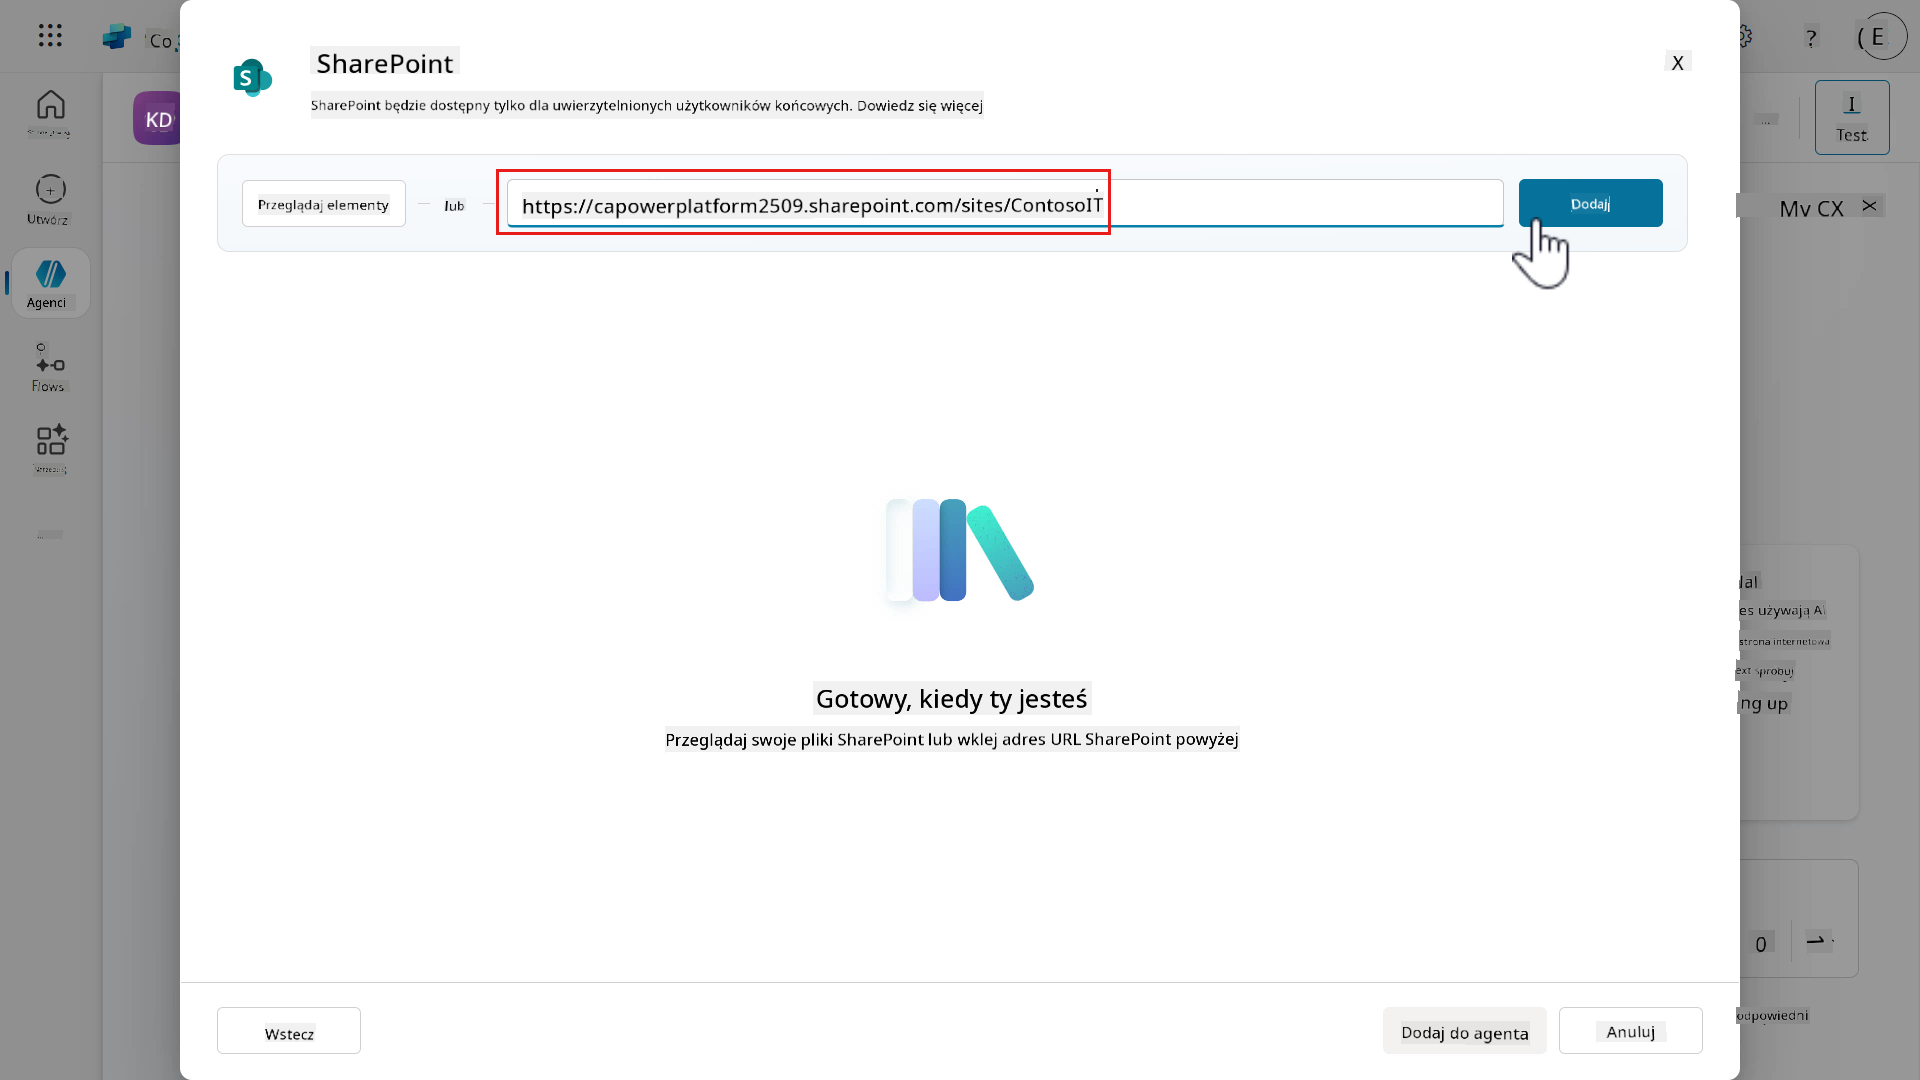 Co
SharePoint
X
?
( E
S
SharePoint będzie dostępny tylko dla uwierzytelnionych użytkowników końcowych. Dowiedz się więcej
KD
...
I
Test
Przeglądaj elementy
lub
https://capowerplatform2509.sharepoint.com/sites/ContosoIT
Dodaj
Utwórz
My CX
Agenci
Flows
es używają AI
strona internetowa
ext spróbuj
ng up
Gotowy, kiedy ty jesteś
Przeglądaj swoje pliki SharePoint lub wklej adres URL SharePoint powyżej
0
odpowiedni
Wstecz
Dodaj do agenta
Anuluj